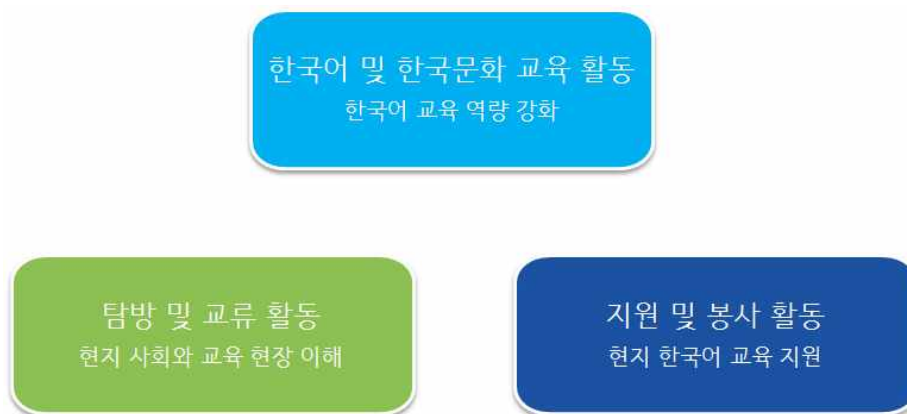 한국어 및 한국문화 교육 활동
한국어 교육 역량 강화
탐방 및 교류 활동
현지 사회와 교육 현장 이해
지원 및 봉사 활동
현지 한국어 교육 지원